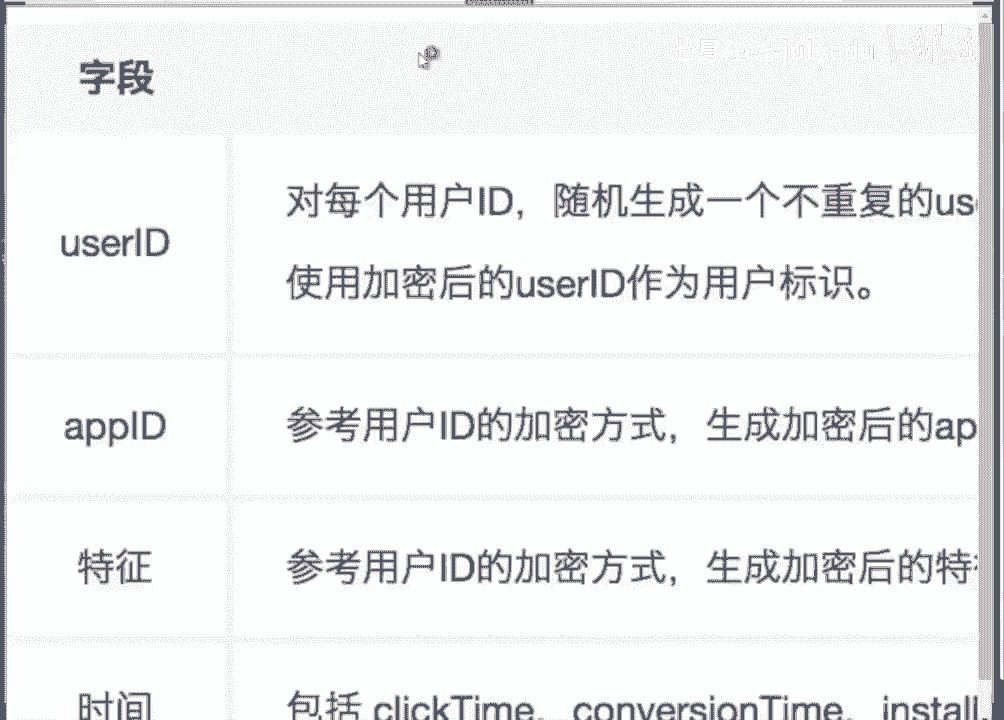 字段
userID
对每个用户ID，随机生成一个不重复的us
使用加密后的userID作为用户标识。
appID
参考用户ID的加密方式，生成加密后的ap
特征
参考用户ID的加密方式，生成加密后的特
时间
包括 clickTime、conversionTime、install